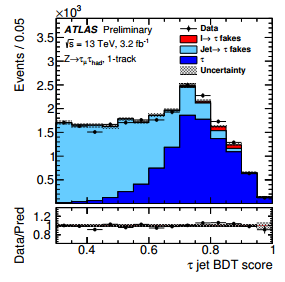 ×10³
ATLAS Preliminary
√s = 13 TeV, 3.2 fb⁻¹
Z→τμ τhad, 1-track
Data
l→ τ fakes
Jet→ τ fakes
τ
Uncertainty
Events / 0.05
3.5
3
2.5
2
1.5
1
0.5
Data/Pred
1.2
1
0.8
0.4
0.6
0.8
1
τ jet BDT score